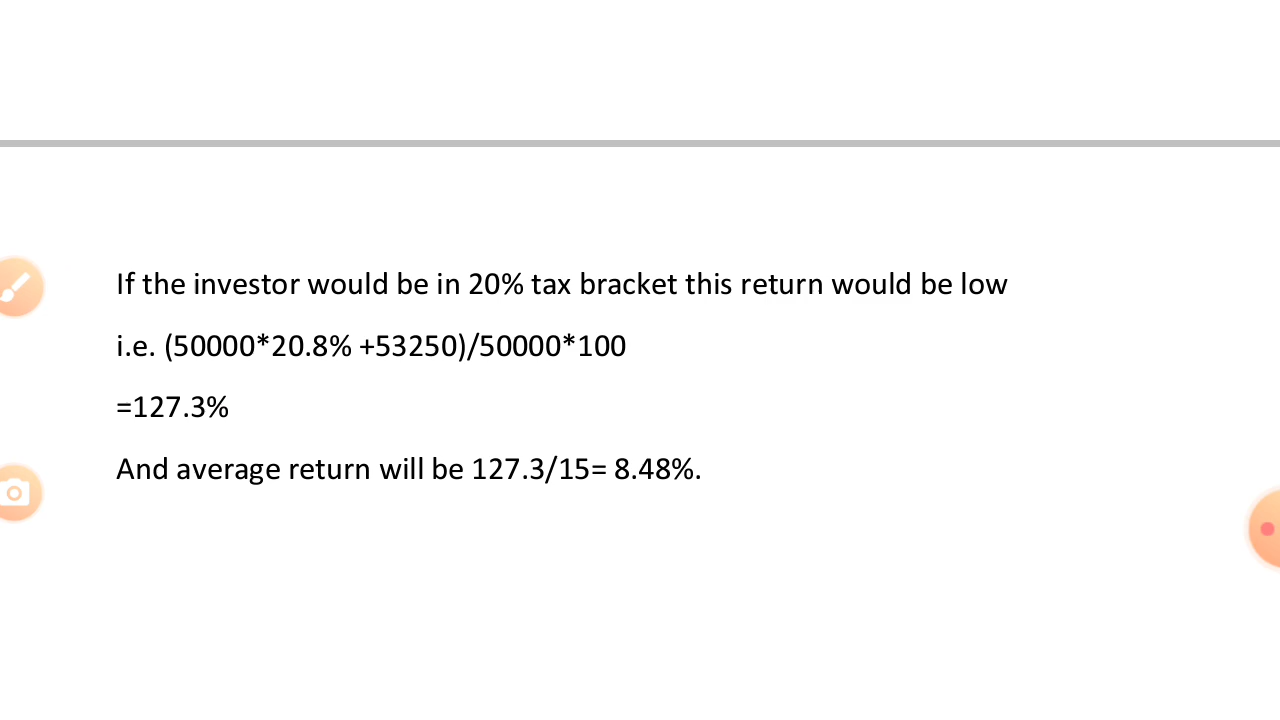 If the investor would be in 20% tax bracket this return would be low
i.e. (50000*20.8% +53250)/50000*100
=127.3%
And average return will be 127.3/15= 8.48%.